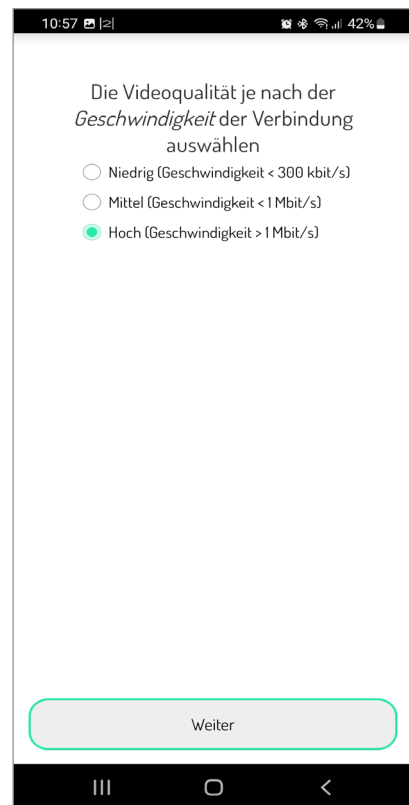 10:57 |2| 42%
Die Videoqualität je nach der
Geschwindigkeit der Verbindung
auswählen
Niedrig (Geschwindigkeit < 300 kbit/s)
Mittel (Geschwindigkeit < 1 Mbit/s)
Hoch (Geschwindigkeit > 1 Mbit/s)
Weiter